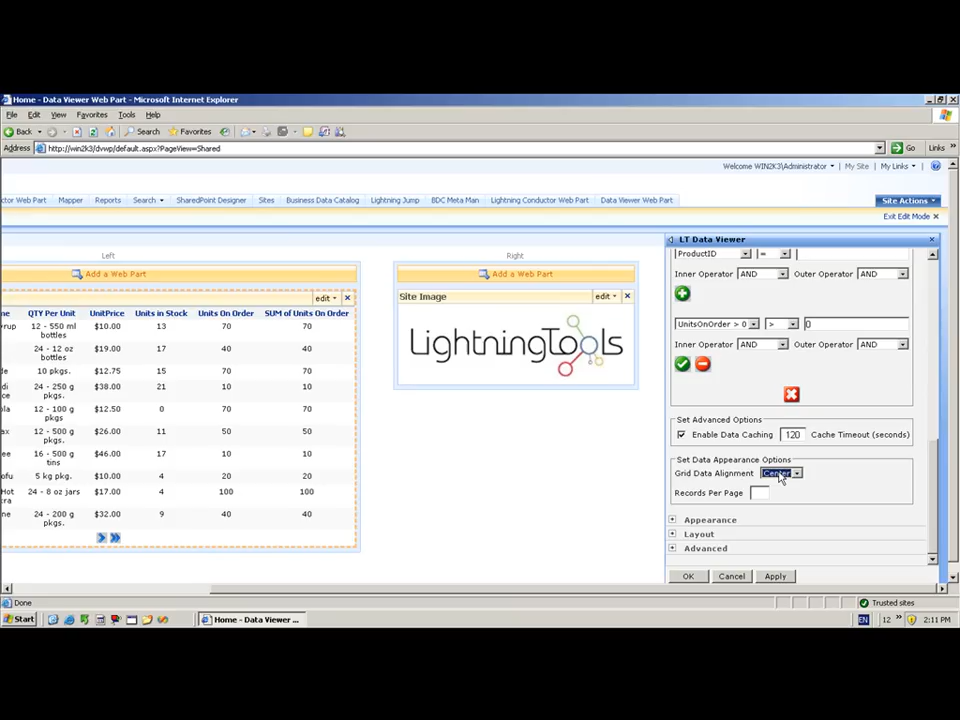 Home - Data Viewer Web Part - Microsoft Internet Explorer
File Edit View Favorites Tools Help
Back Search Favorites
Address http://win2k3/dvwp/default.aspx?PageView=Shared Go Links
Welcome WIN2K3\Administrator My Site My Links
ctor Web Part Mapper Reports Search SharePoint Designer Sites Business Data Catalog Lightning Jump BDC Meta Man Lightning Conductor Web Part Data Viewer Web Part Site Actions
Exit Edit Mode
Left
Add a Web Part
edit
me QTY Per Unit UnitPrice Units in Stock Units On Order SUM of Units On Order
rup 12 - 550 ml bottles $10.00 13 70 70
24 - 12 oz bottles $19.00 17 40 40
de 10 pkgs. $12.75 15 70 70
di 24 - 250 g pkgs. $38.00 21 10 10
ola 12 - 100 g pkgs $12.50 0 70 70
ax 12 - 500 g pkgs. $26.00 11 50 50
ee 16 - 500 g tins $46.00 17 10 10
ofu 5 kg pkg. $10.00 4 20 20
Hot 24 - 8 oz jars $17.00 4 100 100
ne 24 - 200 g pkgs. $32.00 9 40 40
Right
Add a Web Part
Site Image edit
LightningTools
LT Data Viewer
ProductID =
Inner Operator AND Outer Operator AND
UnitsOnOrder > 0 > 0
Inner Operator AND Outer Operator AND
Set Advanced Options
Enable Data Caching 120 Cache Timeout (seconds)
Set Data Appearance Options
Grid Data Alignment Center
Records Per Page
Appearance
Layout
Advanced
OK Cancel Apply
Done Trusted sites
Start Home - Data Viewer ... EN 12 2:11 PM